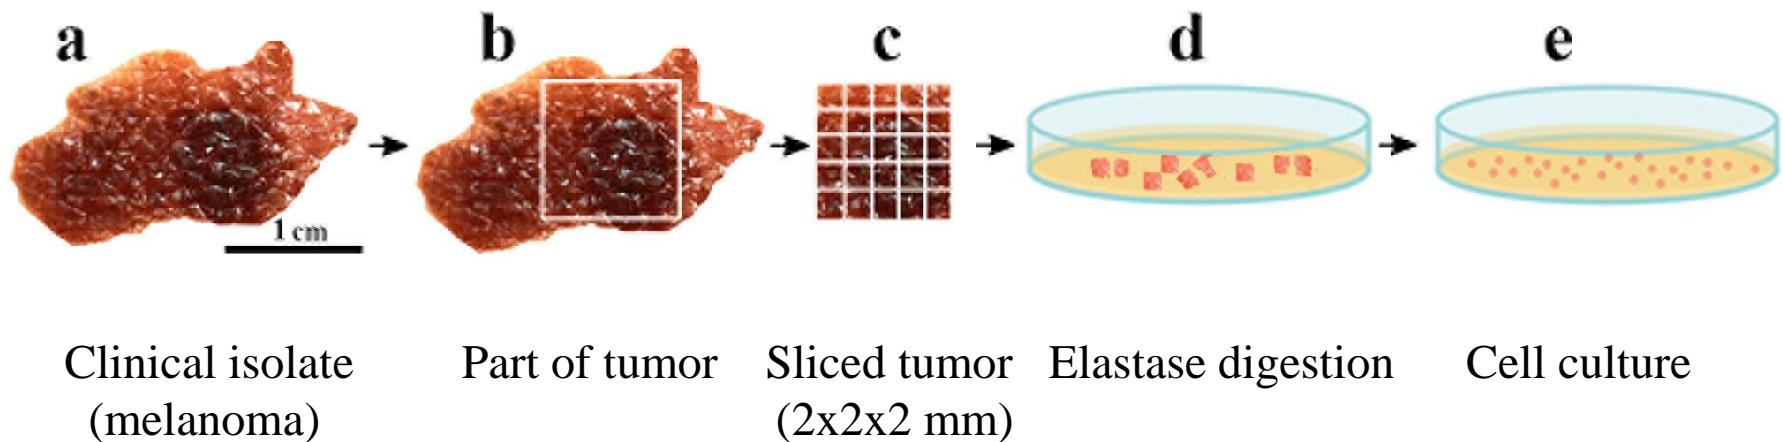 a b c d e
1 cm
Clinical isolate Part of tumor Sliced tumor Elastase digestion Cell culture
(melanoma) (2x2x2 mm)